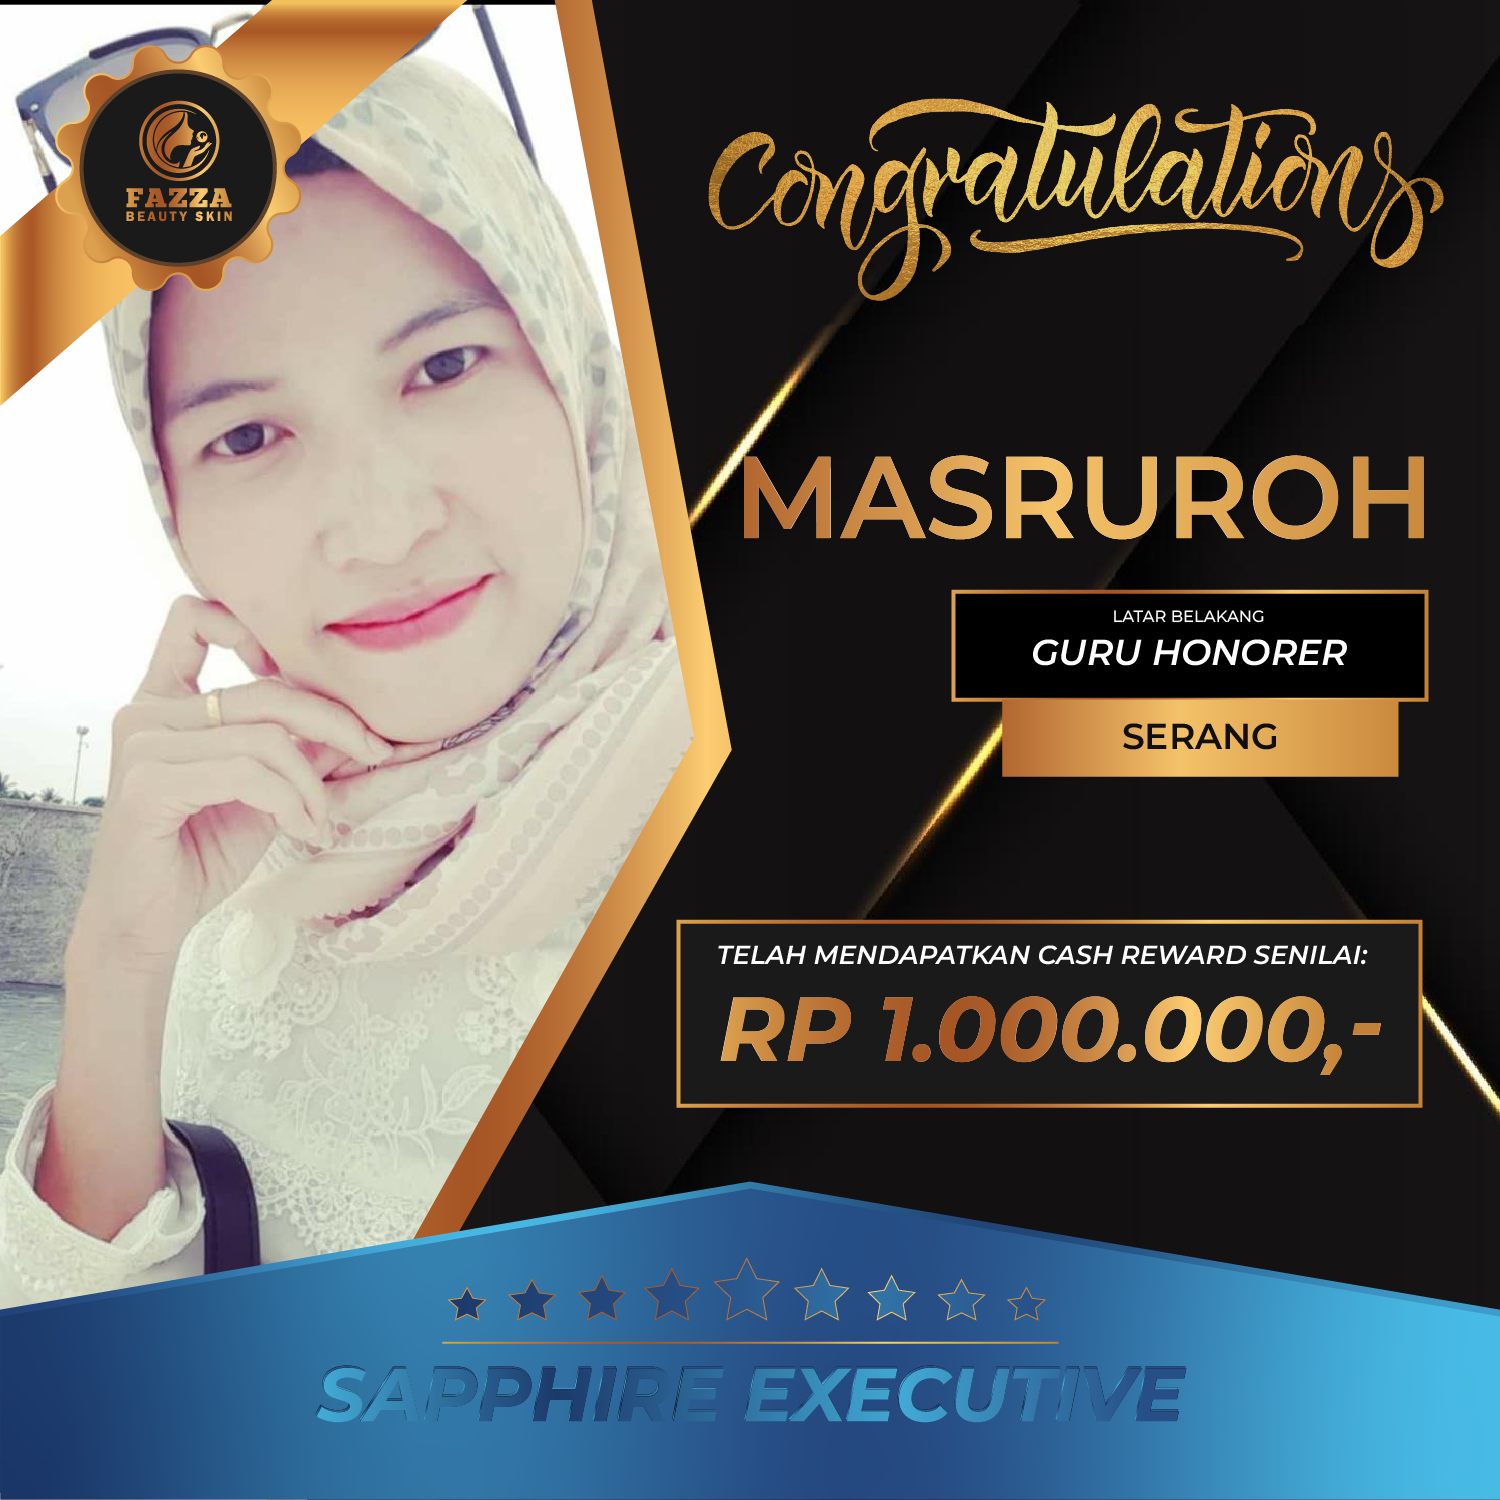 FAZZA
BEAUTY SKIN
Congratulations
MASRUROH
LATAR BELAKANG
GURU HONORER
SERANG
TELAH MENDAPATKAN CASH REWARD SENILAI:
RP 1.000.000,-
SAPPHIRE EXECUTIVE